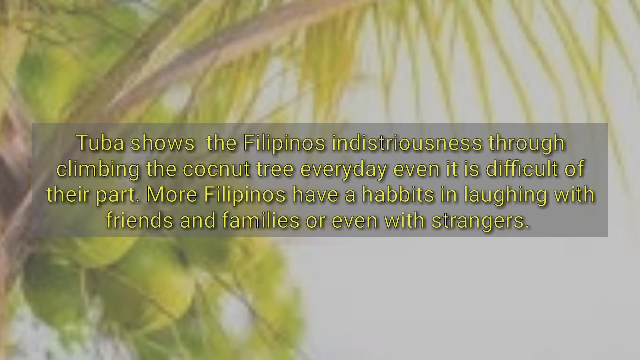 Tuba shows  the Filipinos indistriousness through
climbing the cocnut tree everyday even it is difficult of
their part. More Filipinos have a habbits in laughing with
friends and families or even with strangers.